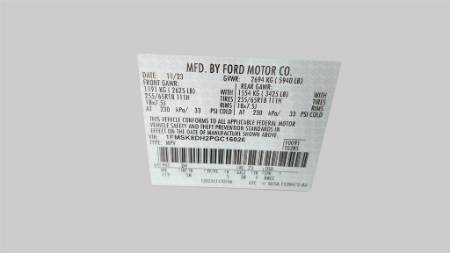 MFD. BY FORD MOTOR CO.
DATE: 11/23 GVWR: 2694 KG ( 5940 LB)
FRONT GAWR: REAR GAWR:
1191 KG ( 2625 LB) WITH 1554 KG ( 3425 LB) WITH
255/65R18 111H TIRES 255/65R18 111H TIRES
18x7.5J RIMS 18x7.5J RIMS
AT 230 kPa/ 33 PSI COLD AT 230 kPa/ 33 PSI COLD
THIS VEHICLE CONFORMS TO ALL APPLICABLE FEDERAL MOTOR
VEHICLE SAFETY AND THEFT PREVENTION STANDARDS IN
EFFECT ON THE DATE OF MANUFACTURE SHOWN ABOVE.
VIN: 1FMSK8DH2PGC16026
TYPE: MPV